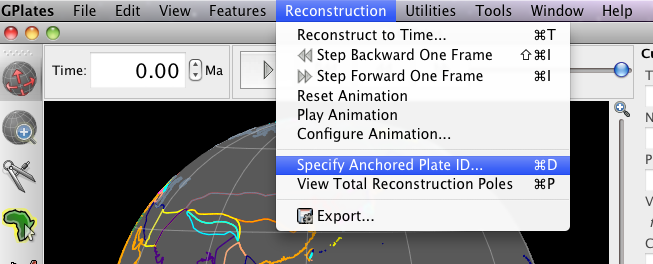 GPlates Edit View Features Reconstruction Utilities Tools Window Help
Reconstruct to Time... ⌘T
Time: 0.00 Ma
Step Backward One Frame ⇧⌘I
Step Forward One Frame ⌘I
Reset Animation
Play Animation
Configure Animation...
Specify Anchored Plate ID... ⌘D
View Total Reconstruction Poles ⌘P
Export...